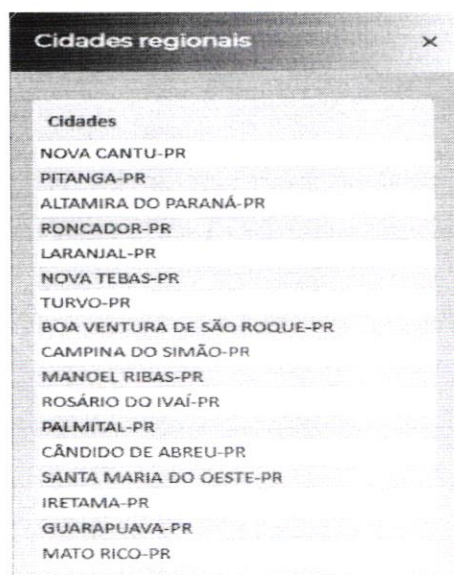 Cidades regionais ×
Cidades
NOVA CANTU-PR
PITANGA-PR
ALTAMIRA DO PARANÁ-PR
RONCADOR-PR
LARANJAL-PR
NOVA TEBAS-PR
TURVO-PR
BOA VENTURA DE SÃO ROQUE-PR
CAMPINA DO SIMÃO-PR
MANOEL RIBAS-PR
ROSÁRIO DO IVAÍ-PR
PALMITAL-PR
CÂNDIDO DE ABREU-PR
SANTA MARIA DO OESTE-PR
IRETAMA-PR
GUARAPUAVA-PR
MATO RICO-PR